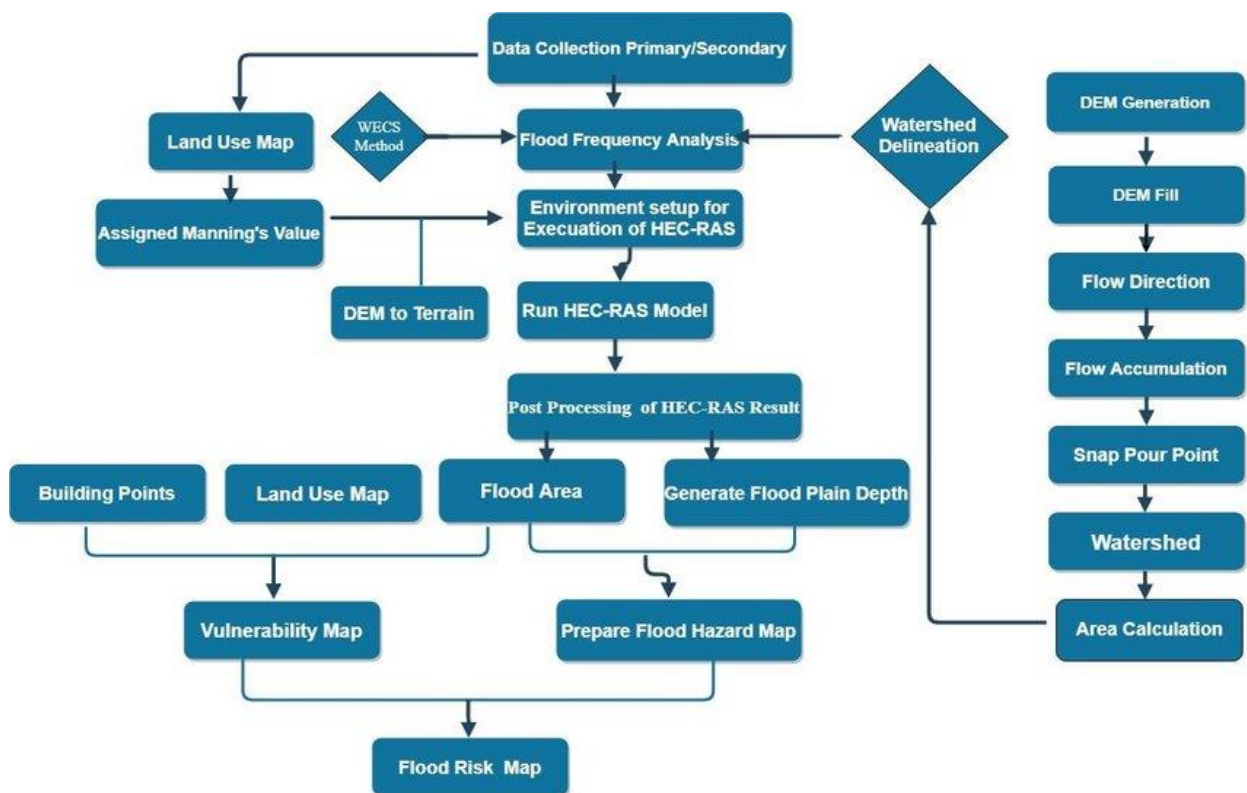 Data Collection Primary/Secondary
Land Use Map
WECS
Method
Flood Frequency Analysis
Watershed
Delineation
DEM Generation
DEM Fill
Assigned Manning's Value
Environment setup for
Execuation of HEC-RAS
Flow Direction
DEM to Terrain
Run HEC-RAS Model
Flow Accumulation
Post Processing of HEC-RAS Result
Snap Pour Point
Building Points
Land Use Map
Flood Area
Generate Flood Plain Depth
Watershed
Vulnerability Map
Prepare Flood Hazard Map
Area Calculation
Flood Risk Map